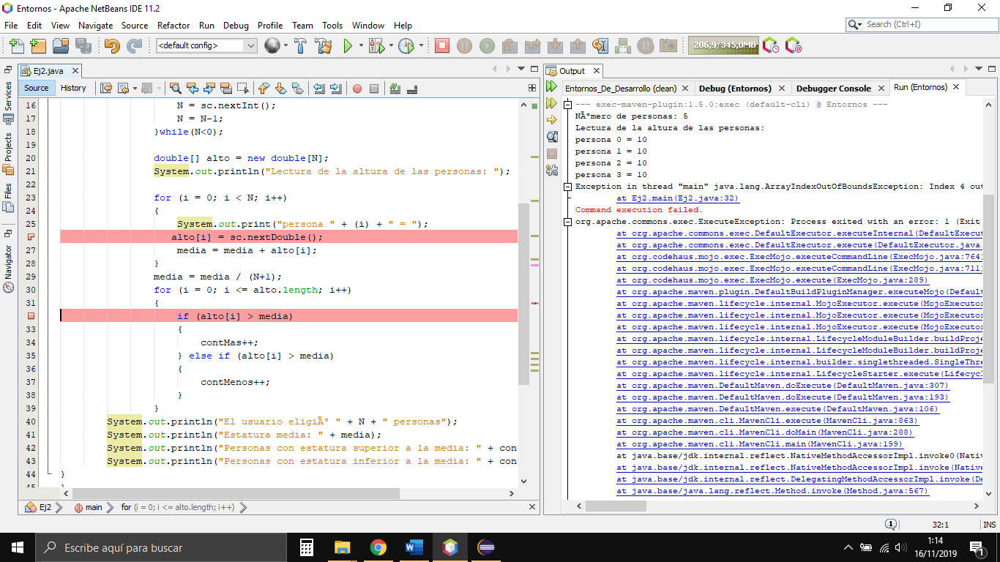 Entornos - Apache NetBeans IDE 11.2
File Edit View Navigate Source Refactor Run Debug Profile Team Tools Window Help
Search (Ctrl+I)
<default config>
206,9/345,0MB
Services
Projects
Files
Navigator
Ej2.java
Source History
16 N = sc.nextInt();
17 N = N-1;
18 }while(N<0);
19
20 double[] alto = new double[N];
21 System.out.println("Lectura de la altura de las personas: ");
22
23 for (i = 0; i < N; i++)
24 {
25 System.out.print("persona " + (i) + " = ");
alto[i] = sc.nextDouble();
27 media = media + alto[i];
28 }
29 media = media / (N+1);
30 for (i = 0; i <= alto.length; i++)
31 {
if (alto[i] > media)
33 {
34 contMas++;
35 } else if (alto[i] > media)
36 {
37 contMenos++;
38 }
39 }
40 System.out.println("El usuario eligiÃ³ " + N + " personas");
41 System.out.println("Estatura media: " + media);
42 System.out.println("Personas con estatura superior a la media: " + con
43 System.out.println("Personas con estatura inferior a la media: " + con
44 }
45 }
Ej2 main for (i = 0; i <= alto.length; i++)
Output
Entornos_De_Desarrollo (clean) Debug (Entornos) Debugger Console Run (Entornos)
--- exec-maven-plugin:1.5.0:exec (default-cli) @ Entornos ---
NÃºmero de personas: 5
Lectura de la altura de las personas:
persona 0 = 10
persona 1 = 10
persona 2 = 10
persona 3 = 10
Exception in thread "main" java.lang.ArrayIndexOutOfBoundsException: Index 4 out
at Ej2.main(Ej2.java:32)
Command execution failed.
org.apache.commons.exec.ExecuteException: Process exited with an error: 1 (Exit
at org.apache.commons.exec.DefaultExecutor.executeInternal(DefaultExecut
at org.apache.commons.exec.DefaultExecutor.execute(DefaultExecutor.java
at org.codehaus.mojo.exec.ExecMojo.executeCommandLine(ExecMojo.java:764)
at org.codehaus.mojo.exec.ExecMojo.executeCommandLine(ExecMojo.java:711)
at org.codehaus.mojo.exec.ExecMojo.execute(ExecMojo.java:289)
at org.apache.maven.plugin.DefaultBuildPluginManager.executeMojo(Default
at org.apache.maven.lifecycle.internal.MojoExecutor.execute(MojoExecutor
at org.apache.maven.lifecycle.internal.MojoExecutor.execute(MojoExecutor
at org.apache.maven.lifecycle.internal.MojoExecutor.execute(MojoExecutor
at org.apache.maven.lifecycle.internal.LifecycleModuleBuilder.buildProje
at org.apache.maven.lifecycle.internal.LifecycleModuleBuilder.buildProje
at org.apache.maven.lifecycle.internal.builder.singlethreaded.SingleThre
at org.apache.maven.lifecycle.internal.LifecycleStarter.execute(Lifecycl
at org.apache.maven.DefaultMaven.doExecute(DefaultMaven.java:307)
at org.apache.maven.DefaultMaven.doExecute(DefaultMaven.java:193)
at org.apache.maven.DefaultMaven.execute(DefaultMaven.java:106)
at org.apache.maven.cli.MavenCli.execute(MavenCli.java:863)
at org.apache.maven.cli.MavenCli.doMain(MavenCli.java:288)
at org.apache.maven.cli.MavenCli.main(MavenCli.java:199)
at java.base/jdk.internal.reflect.NativeMethodAccessorImpl.invoke0(Nativ
at java.base/jdk.internal.reflect.NativeMethodAccessorImpl.invoke(Native
at java.base/jdk.internal.reflect.DelegatingMethodAccessorImpl.invoke(De
at java.base/java.lang.reflect.Method.invoke(Method.java:567)
1 32:1 INS
Escribe aquí para buscar
1:14
16/11/2019
1